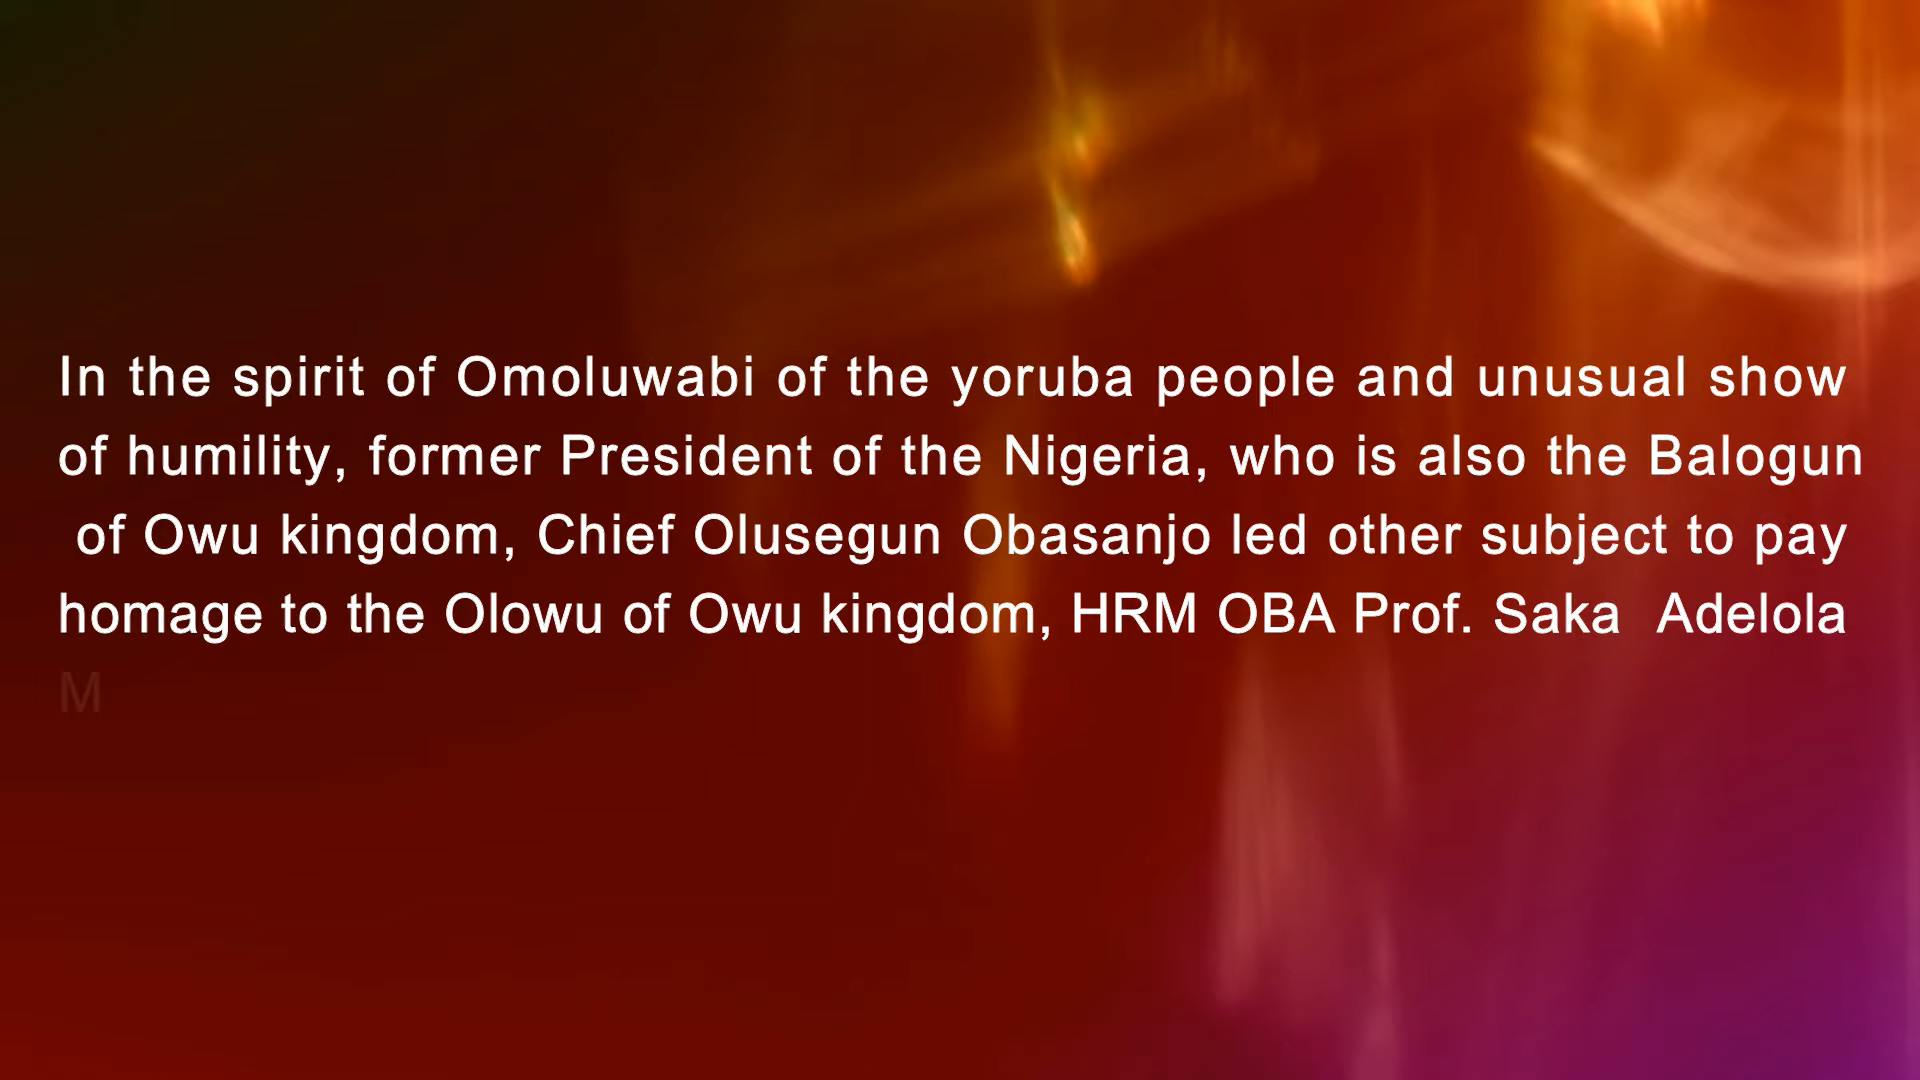 In the spirit of Omoluwabi of the yoruba people and unusual show
of humility, former President of the Nigeria, who is also the Balogun
of Owu kingdom, Chief Olusegun Obasanjo led other subject to pay
homage to the Olowu of Owu kingdom, HRM OBA Prof. Saka Adelola
M